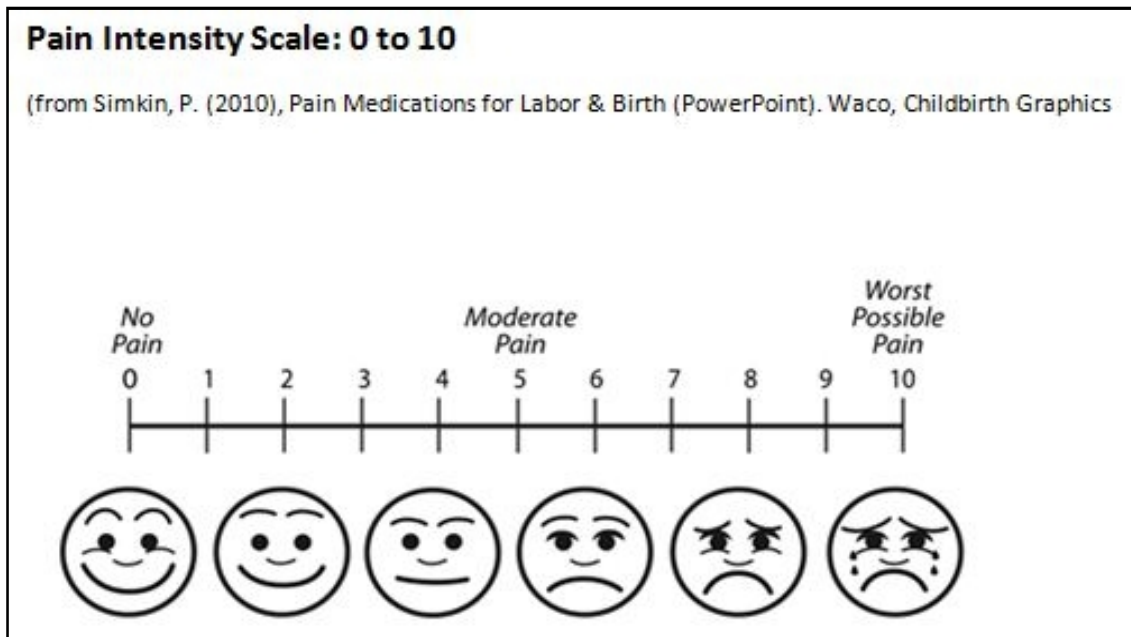 Pain Intensity Scale: 0 to 10
(from Simkin, P. (2010), Pain Medications for Labor & Birth (PowerPoint). Waco, Childbirth Graphics
No
Pain
Moderate
Pain
Worst
Possible
Pain
0 1 2 3 4 5 6 7 8 9 10